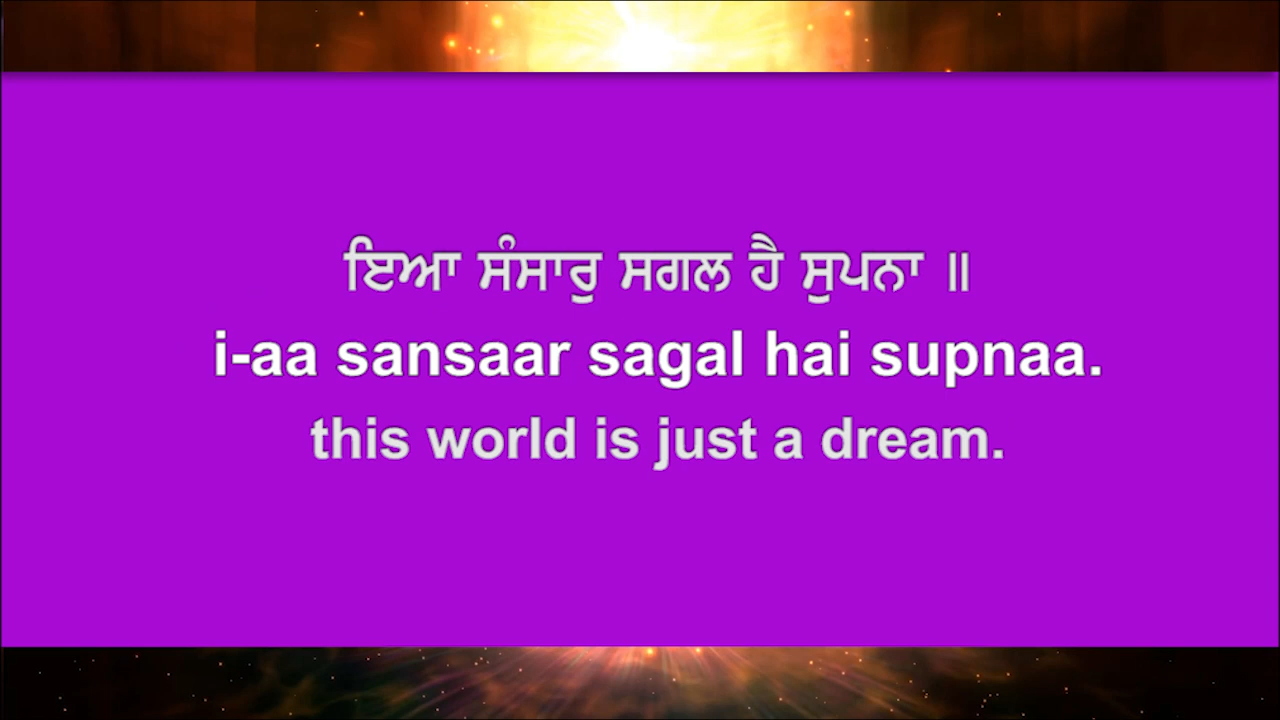 ਇਆ ਸੰਸਾਰੁ ਸਗਲ ਹੈ ਸੁਪਨਾ ॥
i-aa sansaar sagal hai supnaa.
this world is just a dream.